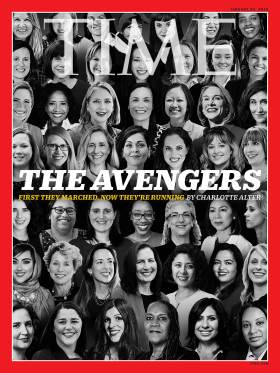 TIME
THE AVENGERS
FIRST THEY MARCHED. NOW THEY'RE RUNNING BY CHARLOTTE ALTER